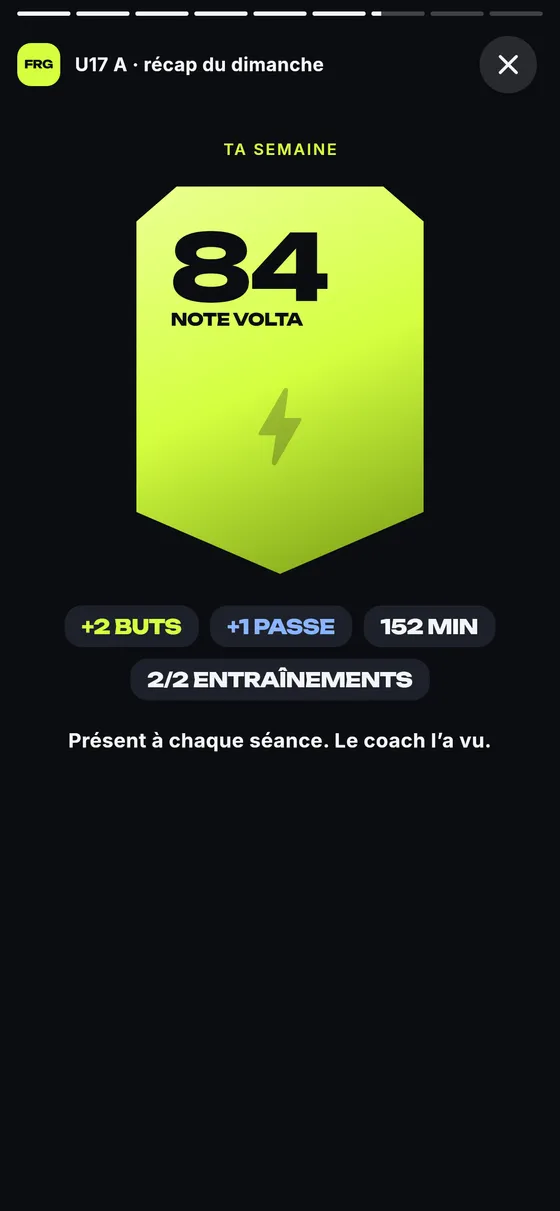 FRG
U17 A · récap du dimanche
TA SEMAINE
84
NOTE VOLTA
+2 BUTS
+1 PASSE
152 MIN
2/2 ENTRAÎNEMENTS
Présent à chaque séance. Le coach l’a vu.